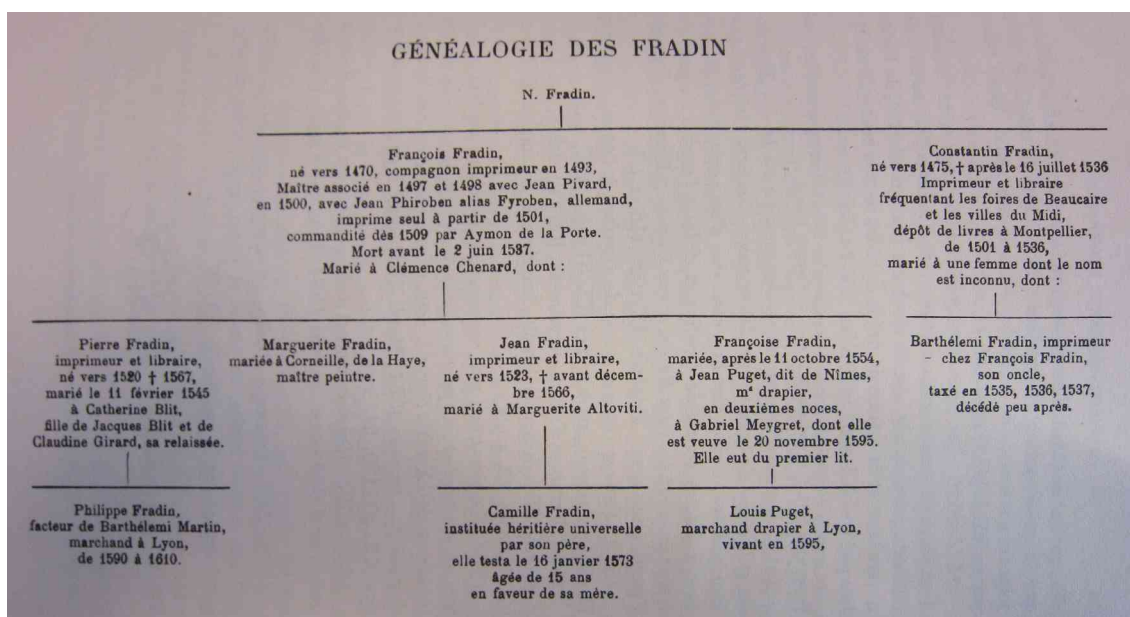 GÉNÉALOGIE DES FRADIN
N. Fradin.
François Fradin,
né vers 1470, compagnon imprimeur en 1493,
Maître associé en 1497 et 1498 avec Jean Pivard,
en 1500, avec Jean Phiroben alias Fyroben, allemand,
imprime seul à partir de 1501,
commandité dès 1509 par Aymon de la Porte.
Mort avant le 2 juin 1537.
Marié à Clémence Chenard, dont :
Constantin Fradin,
né vers 1475, † après le 16 juillet 1536
Imprimeur et libraire
fréquentant les foires de Beaucaire
et les villes du Midi,
dépôt de livres à Montpellier,
de 1501 à 1536,
marié à une femme dont le nom
est inconnu, dont :
Pierre Fradin,
imprimeur et libraire,
né vers 1520 † 1567,
marié le 11 février 1545
à Catherine Blit,
fille de Jacques Blit et de
Claudine Girard, sa relaissée.
Marguerite Fradin,
mariée à Corneille, de la Haye,
maître peintre.
Jean Fradin,
imprimeur et libraire,
né vers 1523, † avant décem-
bre 1566,
marié à Marguerite Altoviti.
Françoise Fradin,
mariée, après le 11 octobre 1554,
à Jean Puget, dit de Nîmes,
mᵈ drapier,
en deuxièmes noces,
à Gabriel Meygret, dont elle
est veuve le 20 novembre 1595.
Elle eut du premier lit.
Barthélemi Fradin, imprimeur
- chez François Fradin,
son oncle,
taxé en 1535, 1536, 1537,
décédé peu après.
Philippe Fradin,
facteur de Barthélemi Martin,
marchand à Lyon,
de 1590 à 1610.
Camille Fradin,
instituée héritière universelle
par son père,
elle testa le 16 janvier 1573
âgée de 15 ans
en faveur de sa mère.
Louis Puget,
marchand drapier à Lyon,
vivant en 1595,